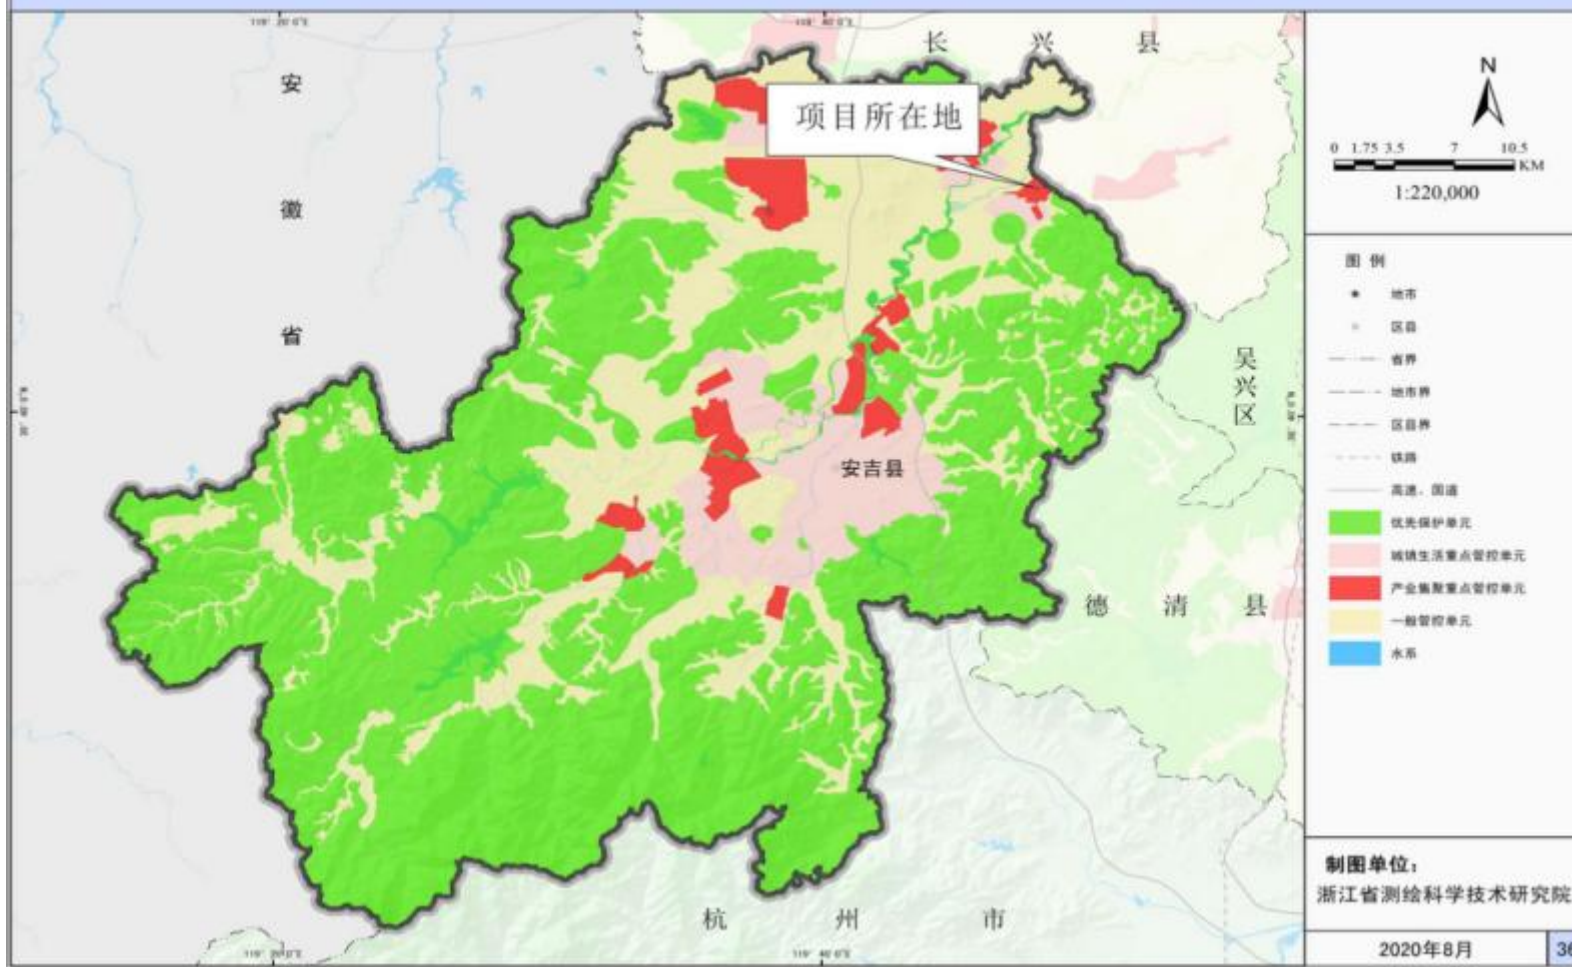 长兴县
安徽省
项目所在地
吴兴区
安吉县
德清县
杭州市
N
0 1.75 3.5 7 10.5
KM
1:220,000
图 例
地市
区县
省界
地市界
区县界
铁路
高速、国道
优先保护单元
城镇生活重点管控单元
产业集聚重点管控单元
一般管控单元
水系
制图单位:
浙江省测绘科学技术研究院
2020年8月